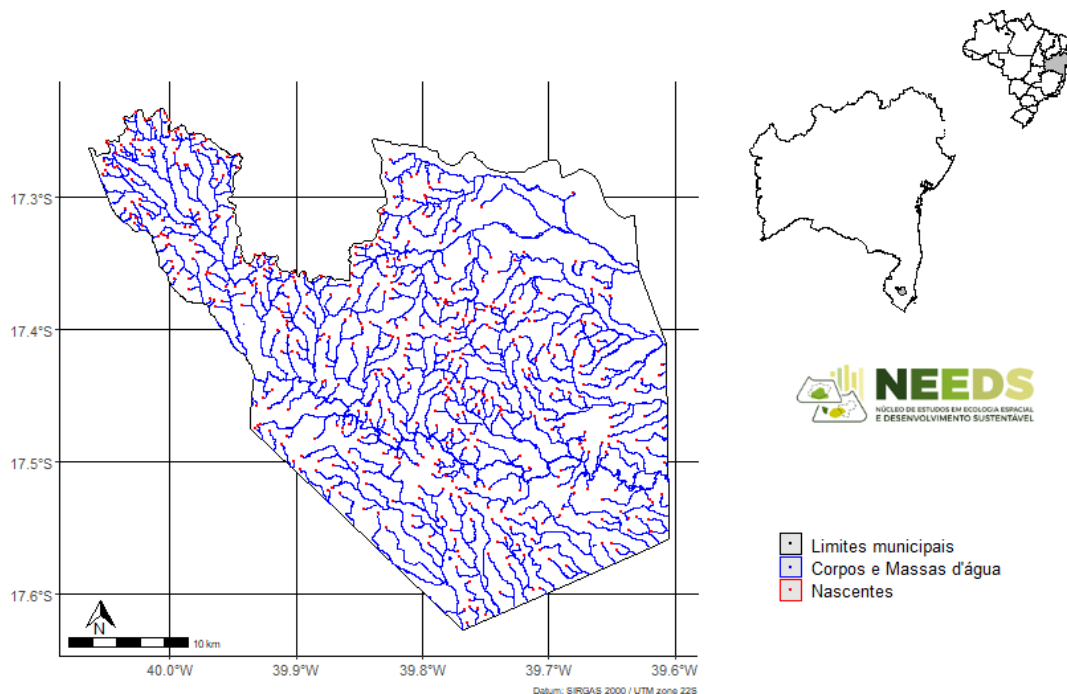 17.3°S
17.4°S
17.5°S
17.6°S
N
10 km
40.0°W
39.9°W
39.8°W
39.7°W
39.6°W
Datum: SIRGAS 2000 / UTM zone 22S
NEEDS
NÚCLEO DE ESTUDOS EM ECOLOGIA ESPACIAL
E DESENVOLVIMENTO SUSTENTÁVEL
Limites municipais
Corpos e Massas d'água
Nascentes